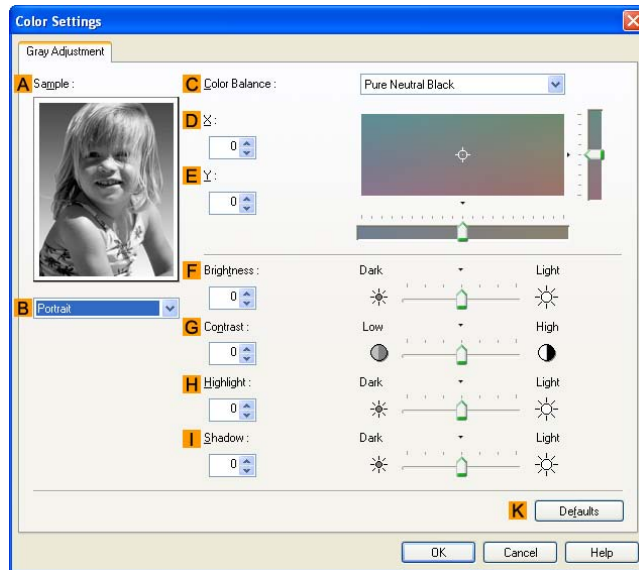 Color Settings
Gray Adjustment
A Sample :
C Color Balance :
Pure Neutral Black
D X :
0
E Y :
0
F Brightness :
Dark
Light
0
B Portrait
G Contrast :
Low
High
0
H Highlight :
Dark
Light
0
I Shadow :
Dark
Light
0
K Defaults
OK
Cancel
Help